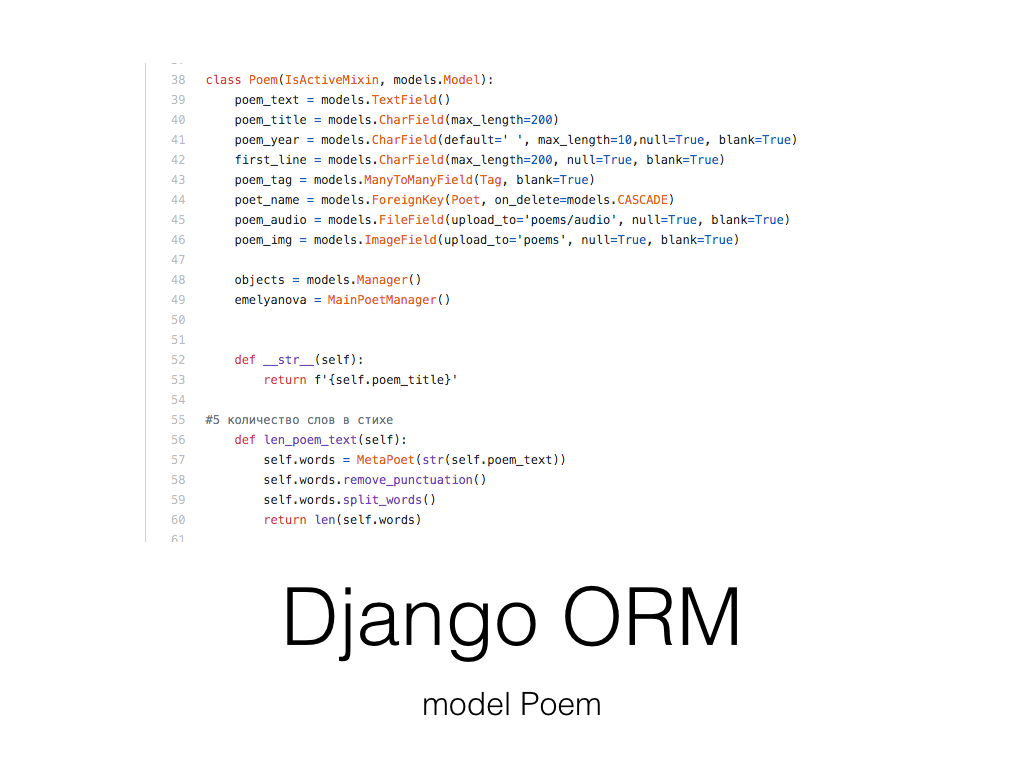 38 class Poem(IsActiveMixin, models.Model):
39     poem_text = models.TextField()
40     poem_title = models.CharField(max_length=200)
41     poem_year = models.CharField(default=' ', max_length=10,null=True, blank=True)
42     first_line = models.CharField(max_length=200, null=True, blank=True)
43     poem_tag = models.ManyToManyField(Tag, blank=True)
44     poet_name = models.ForeignKey(Poet, on_delete=models.CASCADE)
45     poem_audio = models.FileField(upload_to='poems/audio', null=True, blank=True)
46     poem_img = models.ImageField(upload_to='poems', null=True, blank=True)
47
48     objects = models.Manager()
49     emelyanova = MainPoetManager()
50
51
52     def __str__(self):
53         return f'{self.poem_title}'
54
55 #5 количество слов в стихе
56     def len_poem_text(self):
57         self.words = MetaPoet(str(self.poem_text))
58         self.words.remove_punctuation()
59         self.words.split_words()
60         return len(self.words)
61
Django ORM
model Poem